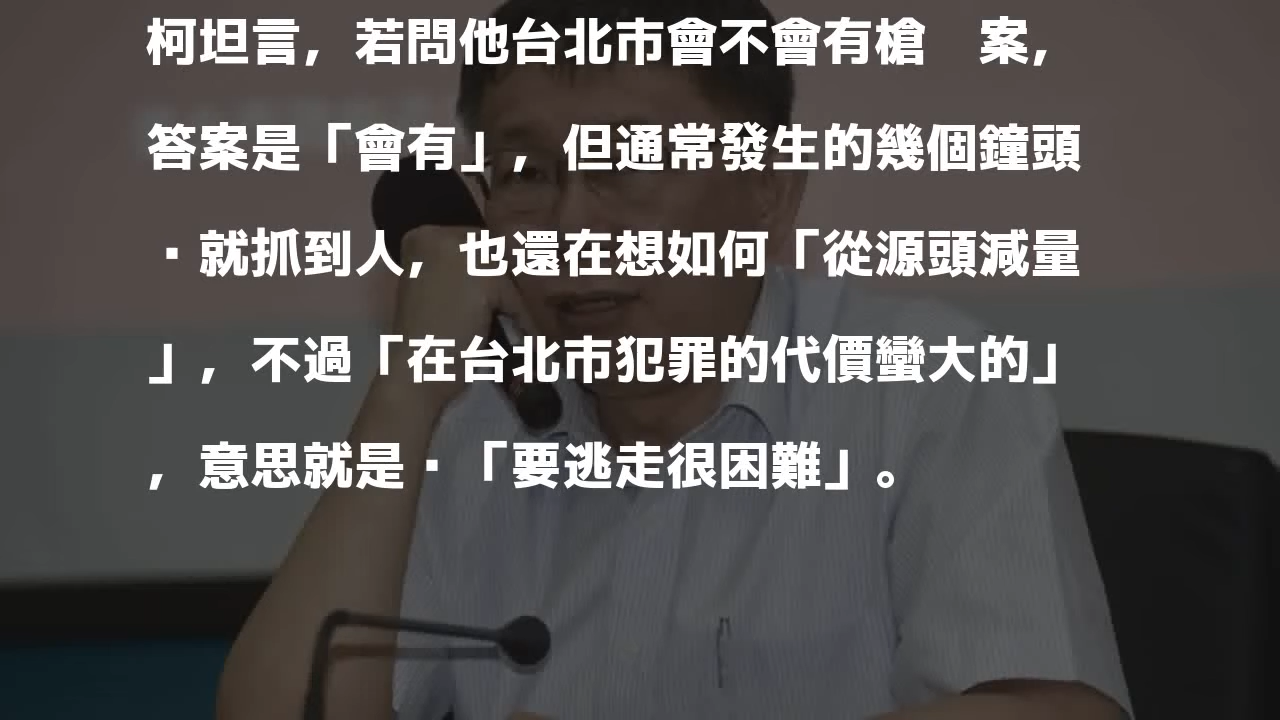 柯坦言，若問他台北市會不會有槍　案，
答案是「會有」，但通常發生的幾個鐘頭
·就抓到人，也還在想如何「從源頭減量
」，不過「在台北市犯罪的代價蠻大的」
，意思就是·「要逃走很困難」。